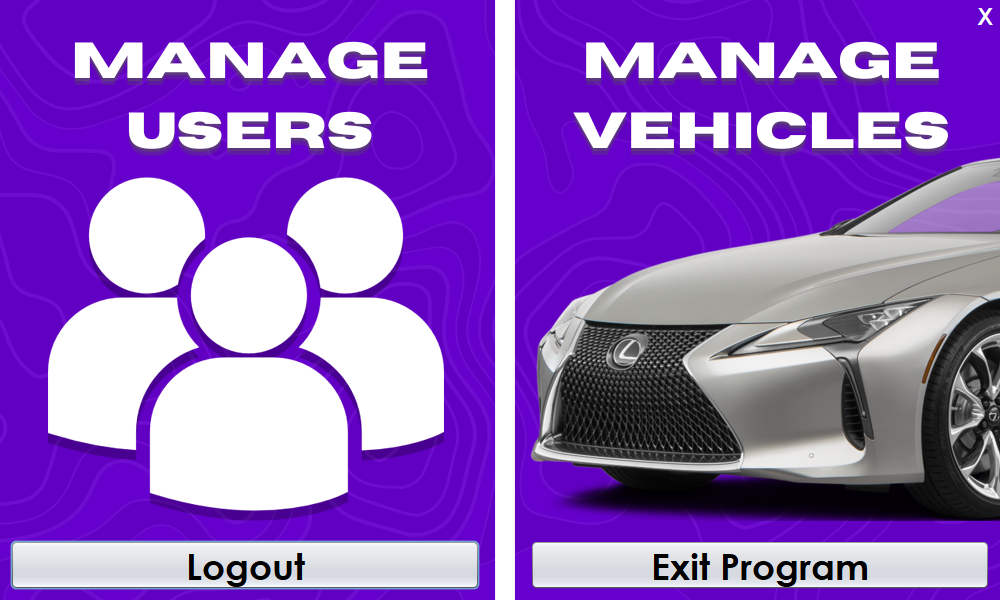 MANAGE
USERS
Logout
X
MANAGE
VEHICLES
Exit Program